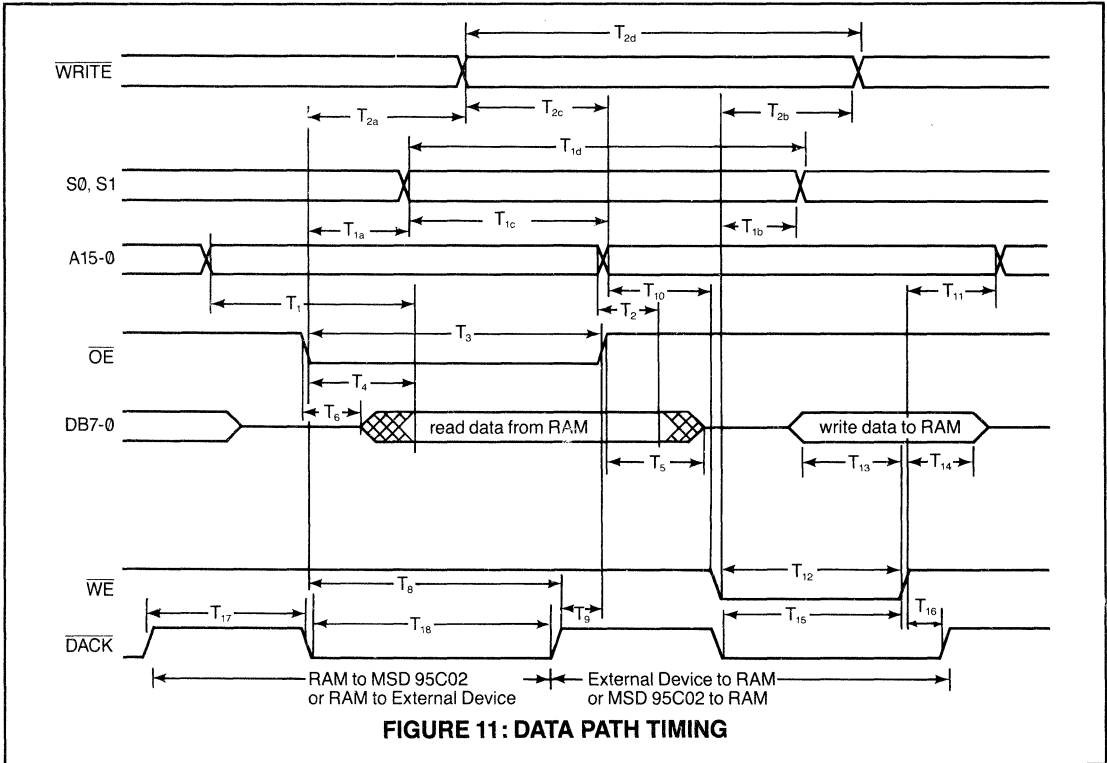 T2d
WRITE
T2a
T2c
T2b
T1d
S0, S1
T1a
T1c
T1b
A15-0
T1
T10
T2
T11
T3
OE
T4
T6
DB7-0
read data from RAM
write data to RAM
T5
T13
T14
WE
T8
T12
T17
T18
T9
T15
T16
DACK
RAM to MSD 95C02
or RAM to External Device
External Device to RAM
or MSD 95C02 to RAM
FIGURE 11: DATA PATH TIMING